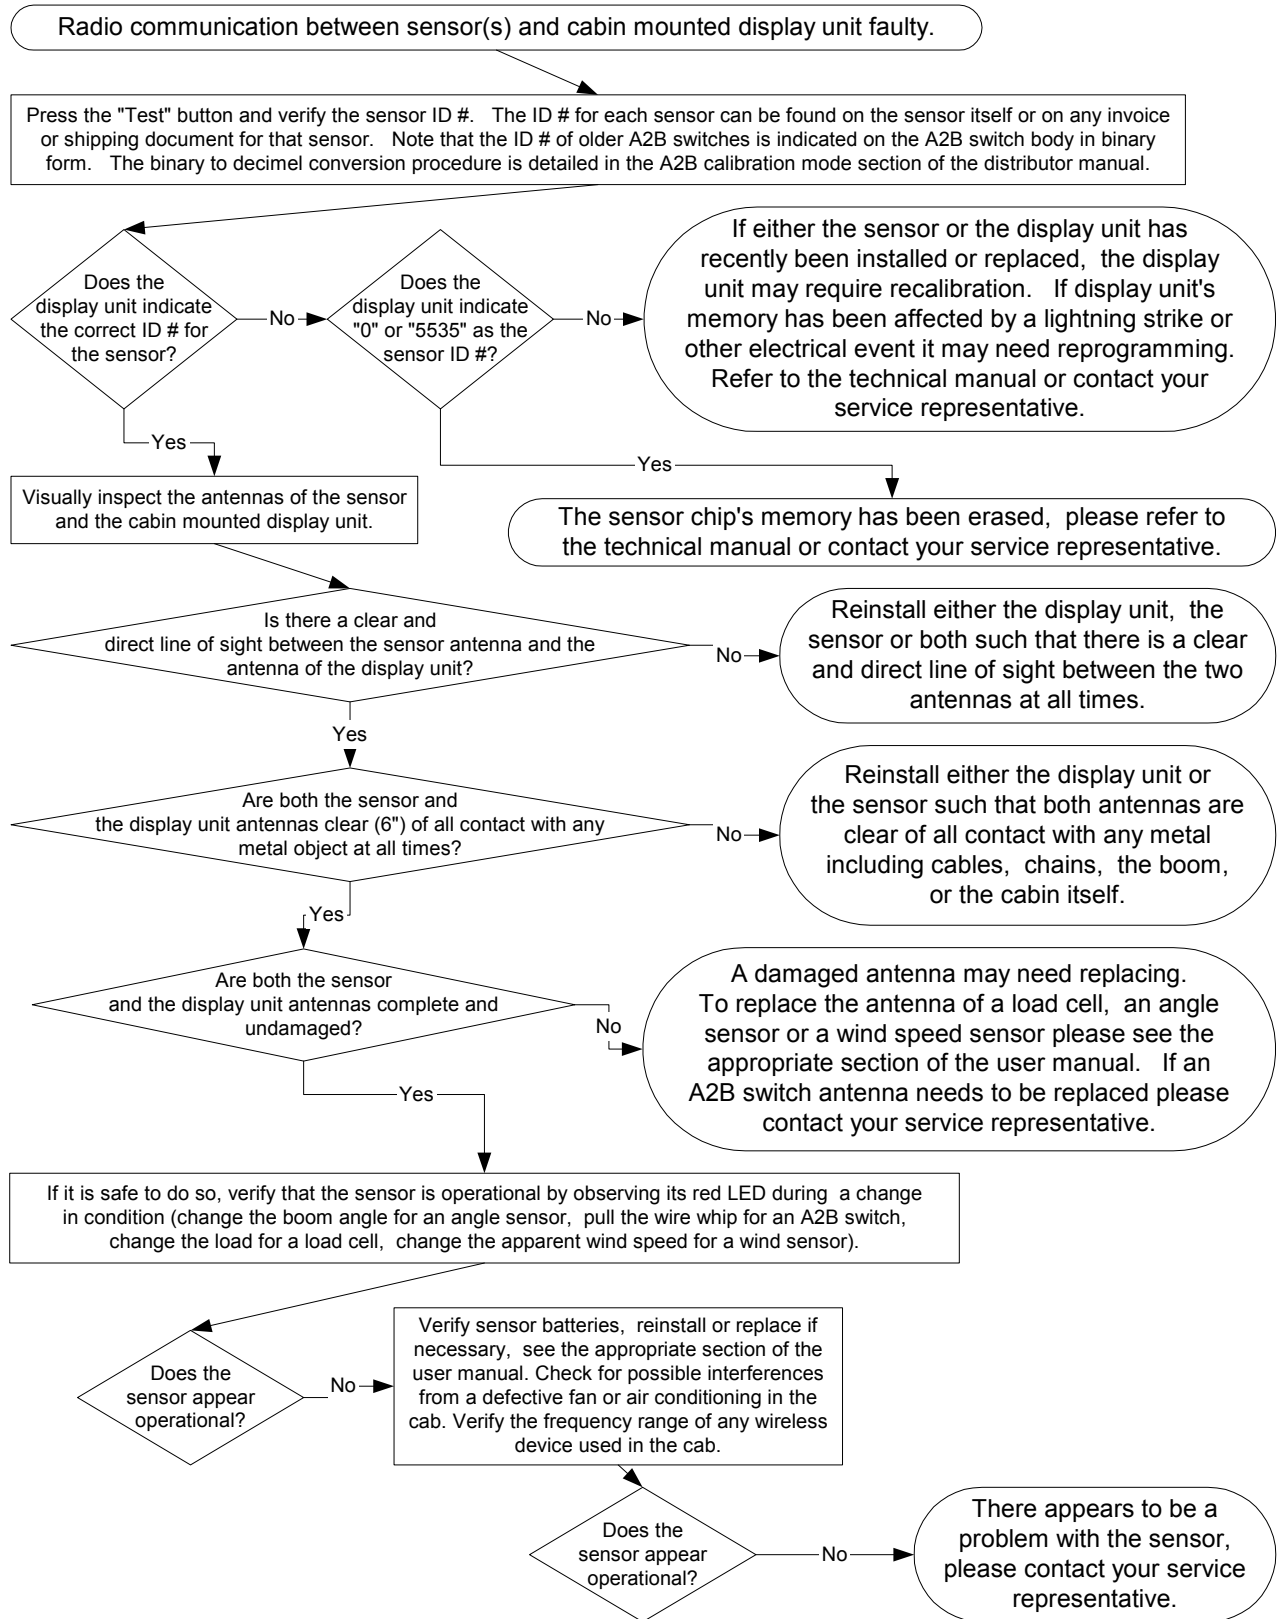 Radio communication between sensor(s) and cabin mounted display unit faulty.
Press the "Test" button and verify the sensor ID #. The ID # for each sensor can be found on the sensor itself or on any invoice
or shipping document for that sensor. Note that the ID # of older A2B switches is indicated on the A2B switch body in binary
form. The binary to decimel conversion procedure is detailed in the A2B calibration mode section of the distributor manual.
Does the
display unit indicate
the correct ID # for
the sensor?
No
Does the
display unit indicate
"0" or "5535" as the
sensor ID #?
No
If either the sensor or the display unit has
recently been installed or replaced, the display
unit may require recalibration. If display unit's
memory has been affected by a lightning strike or
other electrical event it may need reprogramming.
Refer to the technical manual or contact your
service representative.
Yes
Yes
Visually inspect the antennas of the sensor
and the cabin mounted display unit.
The sensor chip's memory has been erased, please refer to
the technical manual or contact your service representative.
Is there a clear and
direct line of sight between the sensor antenna and the
antenna of the display unit?
No
Reinstall either the display unit, the
sensor or both such that there is a clear
and direct line of sight between the two
antennas at all times.
Yes
Are both the sensor and
the display unit antennas clear (6") of all contact with any
metal object at all times?
No
Reinstall either the display unit or
the sensor such that both antennas are
clear of all contact with any metal
including cables, chains, the boom,
or the cabin itself.
Yes
Are both the sensor
and the display unit antennas complete and
undamaged?
No
A damaged antenna may need replacing.
To replace the antenna of a load cell, an angle
sensor or a wind speed sensor please see the
appropriate section of the user manual. If an
A2B switch antenna needs to be replaced please
contact your service representative.
Yes
If it is safe to do so, verify that the sensor is operational by observing its red LED during a change
in condition (change the boom angle for an angle sensor, pull the wire whip for an A2B switch,
change the load for a load cell, change the apparent wind speed for a wind sensor).
Does the
sensor appear
operational?
No
Verify sensor batteries, reinstall or replace if
necessary, see the appropriate section of the
user manual. Check for possible interferences
from a defective fan or air conditioning in the
cab. Verify the frequency range of any wireless
device used in the cab.
Does the
sensor appear
operational?
No
There appears to be a
problem with the sensor,
please contact your service
representative.